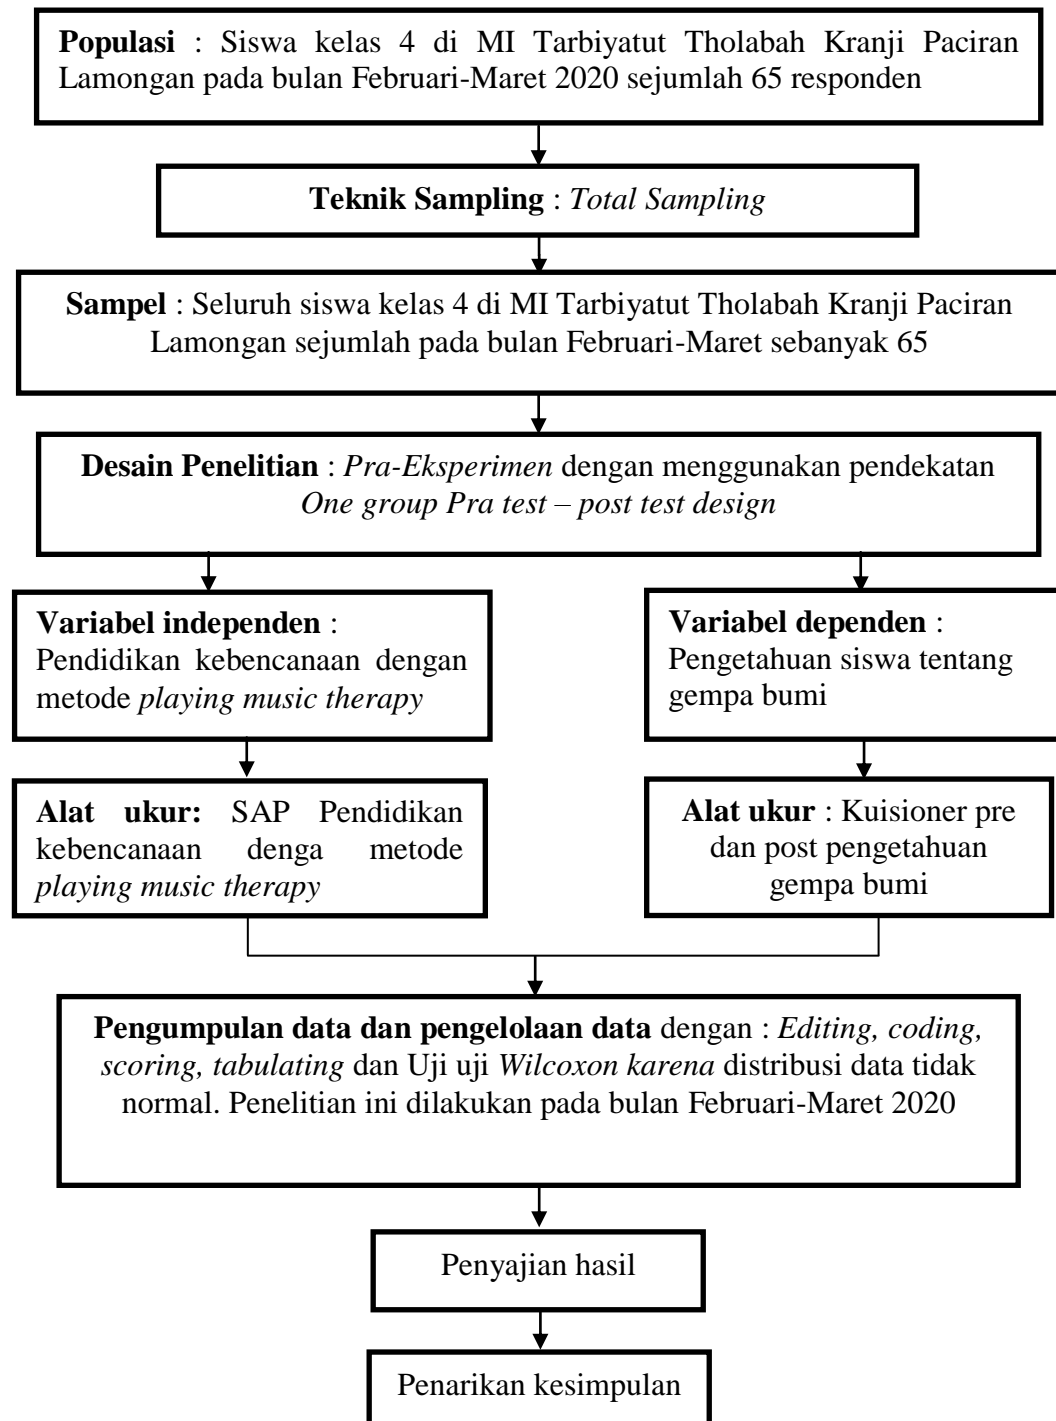 Populasi : Siswa kelas 4 di MI Tarbiyatut Tholabah Kranji Paciran
Lamongan pada bulan Februari-Maret 2020 sejumlah 65 responden
Teknik Sampling : Total Sampling
Sampel : Seluruh siswa kelas 4 di MI Tarbiyatut Tholabah Kranji Paciran
Lamongan sejumlah pada bulan Februari-Maret sebanyak 65
Desain Penelitian : Pra-Eksperimen dengan menggunakan pendekatan
One group Pra test – post test design
Variabel independen :
Pendidikan kebencanaan dengan
metode playing music therapy
Variabel dependen :
Pengetahuan siswa tentang
gempa bumi
Alat ukur: SAP Pendidikan
kebencanaan denga metode
playing music therapy
Alat ukur : Kuisioner pre
dan post pengetahuan
gempa bumi
Pengumpulan data dan pengelolaan data dengan : Editing, coding,
scoring, tabulating dan Uji uji Wilcoxon karena distribusi data tidak
normal. Penelitian ini dilakukan pada bulan Februari-Maret 2020
Penyajian hasil
Penarikan kesimpulan